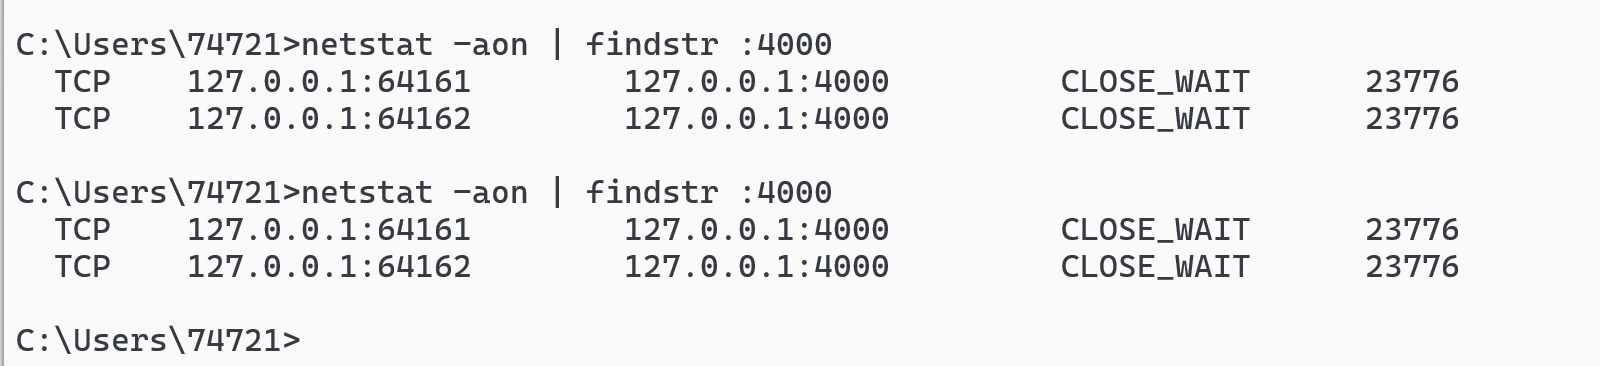 C:\Users\74721>netstat -aon | findstr :4000
  TCP    127.0.0.1:64161        127.0.0.1:4000         CLOSE_WAIT      23776
  TCP    127.0.0.1:64162        127.0.0.1:4000         CLOSE_WAIT      23776

C:\Users\74721>netstat -aon | findstr :4000
  TCP    127.0.0.1:64161        127.0.0.1:4000         CLOSE_WAIT      23776
  TCP    127.0.0.1:64162        127.0.0.1:4000         CLOSE_WAIT      23776

C:\Users\74721>